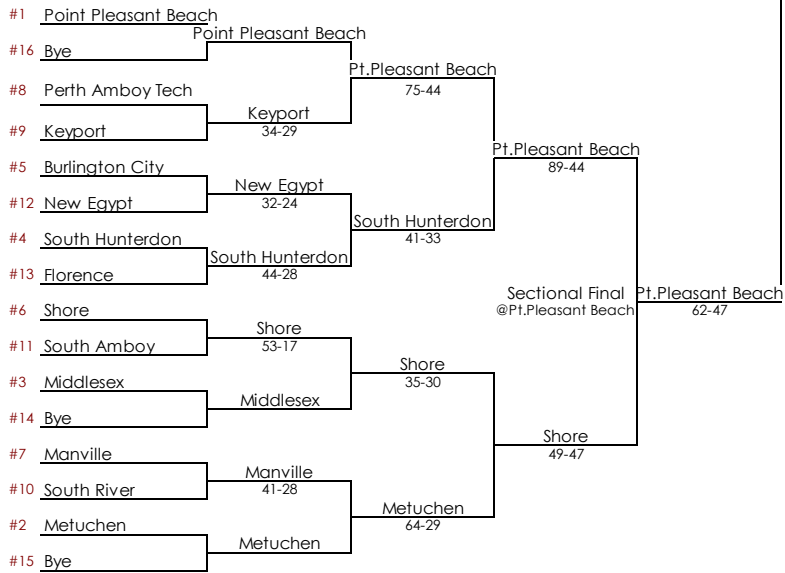 #1 Point Pleasant Beach
#16 Bye
Point Pleasant Beach
#8 Perth Amboy Tech
#9 Keyport
Keyport
34-29
Pt.Pleasant Beach
75-44
#5 Burlington City
#12 New Egypt
New Egypt
32-24
#4 South Hunterdon
#13 Florence
South Hunterdon
44-28
South Hunterdon
41-33
Pt.Pleasant Beach
89-44
#6 Shore
#11 South Amboy
Shore
53-17
#3 Middlesex
#14 Bye
Middlesex
Shore
35-30
#7 Manville
#10 South River
Manville
41-28
#2 Metuchen
#15 Bye
Metuchen
Metuchen
64-29
Shore
49-47
Sectional Final
@Pt.Pleasant Beach
Pt.Pleasant Beach
62-47